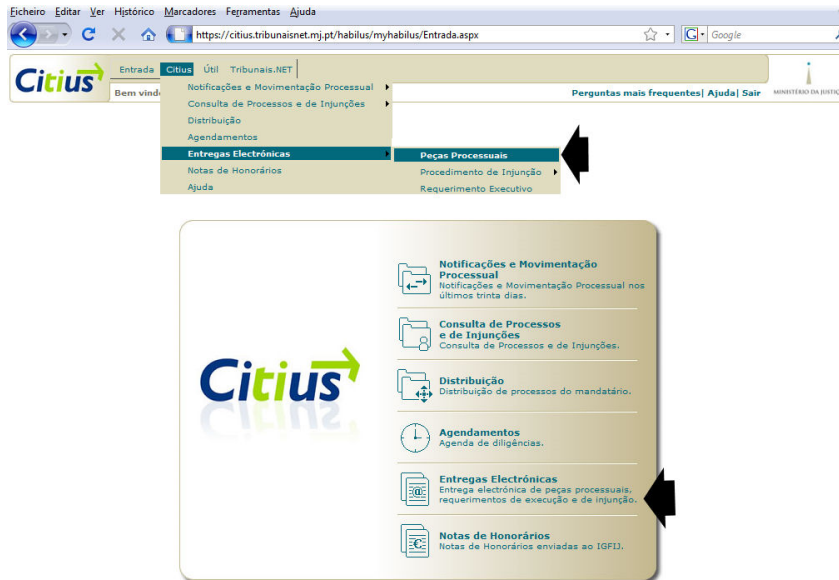 Ficheiro Editar Ver Histórico Marcadores Ferramentas Ajuda
https://citius.tribunaisnet.mj.pt/habilus/myhabilus/Entrada.aspx
G Google
Citius
Entrada Citius Útil Tribunais.NET
Bem vind
Perguntas mais frequentes| Ajuda| Sair
MINISTÉRIO DA JUSTIÇ
Notificações e Movimentação Processual
Consulta de Processos e de Injunções
Distribuição
Agendamentos
Entregas Electrónicas
Notas de Honorários
Ajuda
Peças Processuais
Procedimento de Injunção
Requerimento Executivo
Citius
Notificações e Movimentação
Processual
Notificações e Movimentação Processual nos
últimos trinta dias.
Consulta de Processos
e de Injunções
Consulta de Processos e de Injunções.
Distribuição
Distribuição de processos do mandatário.
Agendamentos
Agenda de diligências.
Entregas Electrónicas
Entrega electrónica de peças processuais,
requerimentos de execução e de injunção.
Notas de Honorários
Notas de Honorários enviadas ao IGFIJ.